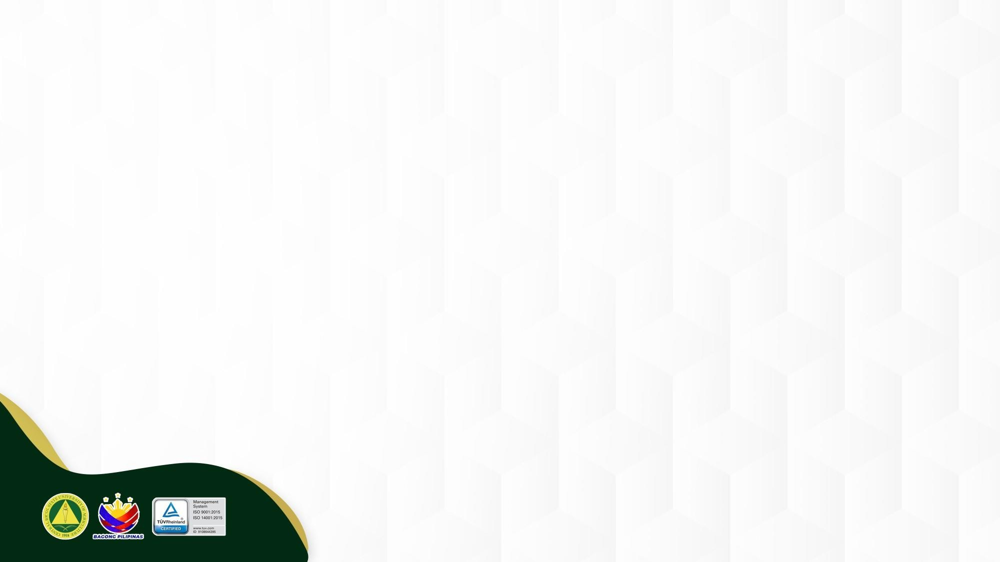 CENTRAL BICOL STATE UNIVERSITY OF AGRICULTURE
1918
BAGONG PILIPINAS
TÜVRheinland®
CERTIFIED
Management
System
ISO 9001:2015
ISO 14001:2015
www.tuv.com
ID 9108644395